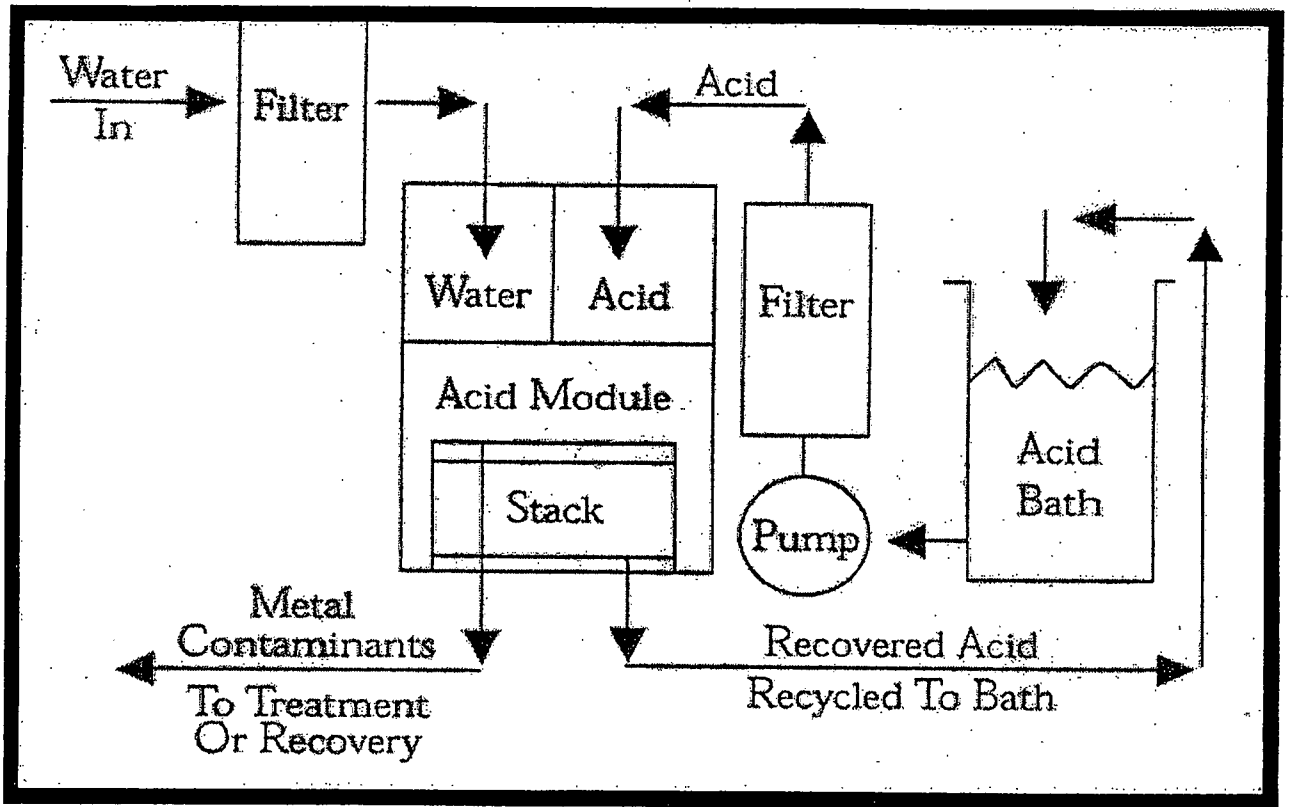 Water
In
Filter
Acid
Water
Acid
Filter
Acid Module
Acid
Bath
Stack
Pump
Metal
Contaminants
To Treatment
Or Recovery
Recovered Acid
Recycled To Bath